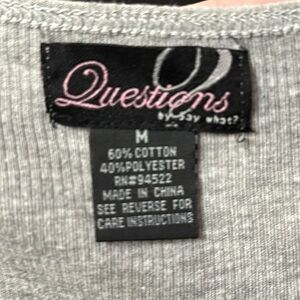 Questions
by say what?
M
60% COTTON
40% POLYESTER
RN#94522
MADE IN CHINA
SEE REVERSE FOR
CARE INSTRUCTIONS